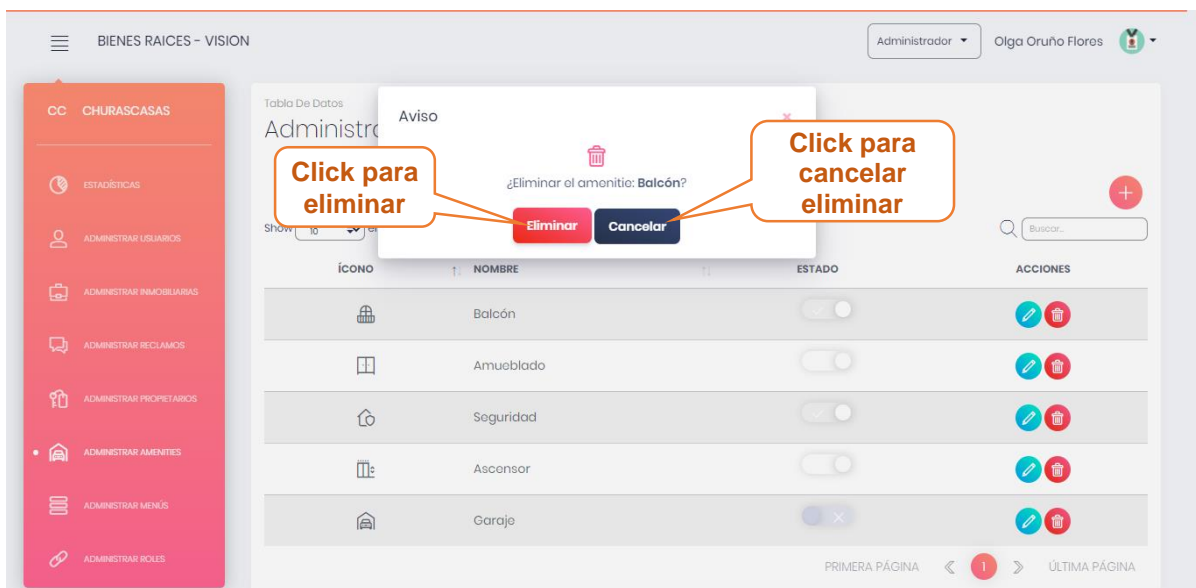 BIENES RAICES - VISION
Administrador
Olga Oruño Flores
CC CHURASCASAS
ESTADÍSTICAS
ADMINISTRAR USUARIOS
ADMINISTRAR INMOBILIARIAS
ADMINISTRAR RECLAMOS
ADMINISTRAR PROPIETARIOS
ADMINISTRAR AMENITIES
ADMINISTRAR MENÚS
ADMINISTRAR ROLES
Tabla De Datos
Aviso
¿Eliminar el amenitie: Balcón?
Eliminar
Cancelar
Click para
eliminar
Click para
cancelar
eliminar
Show 10
Buscar..
ÍCONO NOMBRE ESTADO ACCIONES
Balcón
Amueblado
Seguridad
Ascensor
Garaje
PRIMERA PÁGINA 1 ÚLTIMA PÁGINA